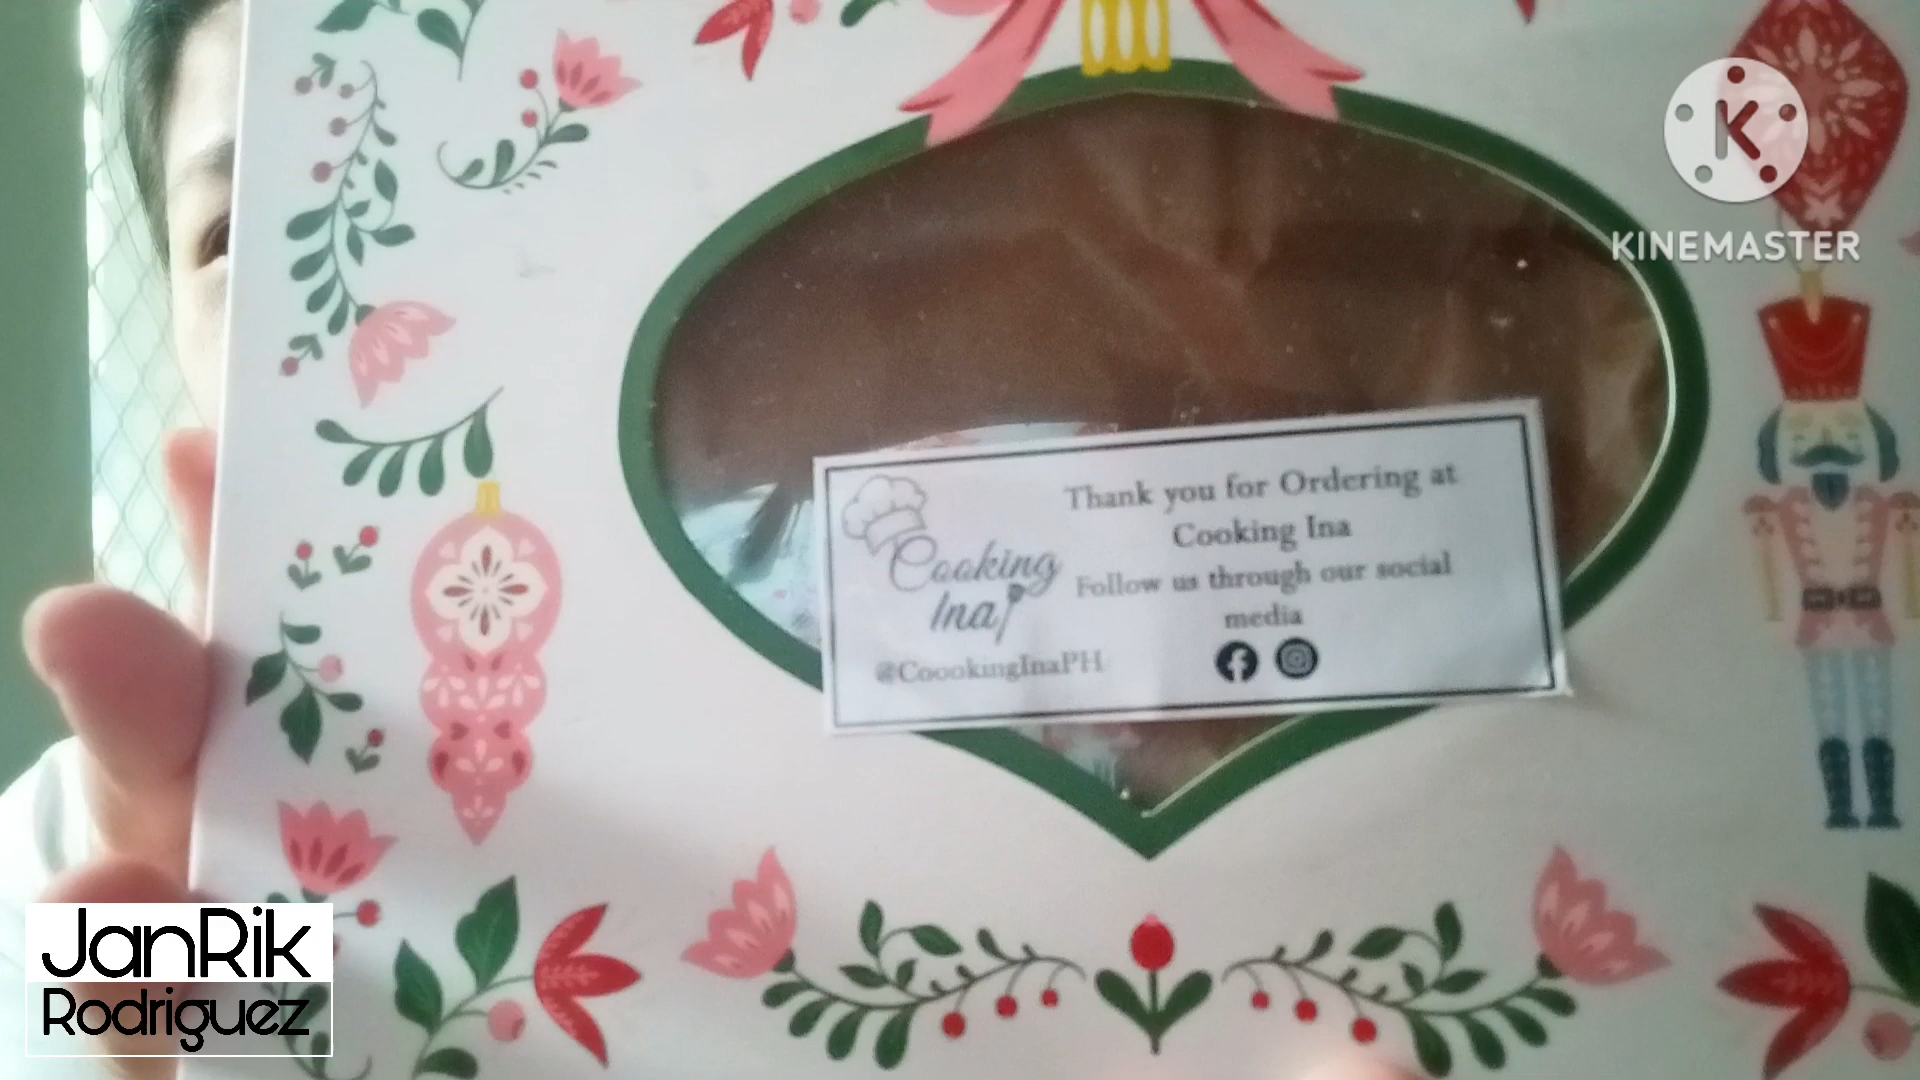 K
KINEMASTER
Thank you for Ordering at
Cooking Ina
Follow us through our social
media
Cooking
Ina
@CoookingInaPH
JanRik
Rodriguez